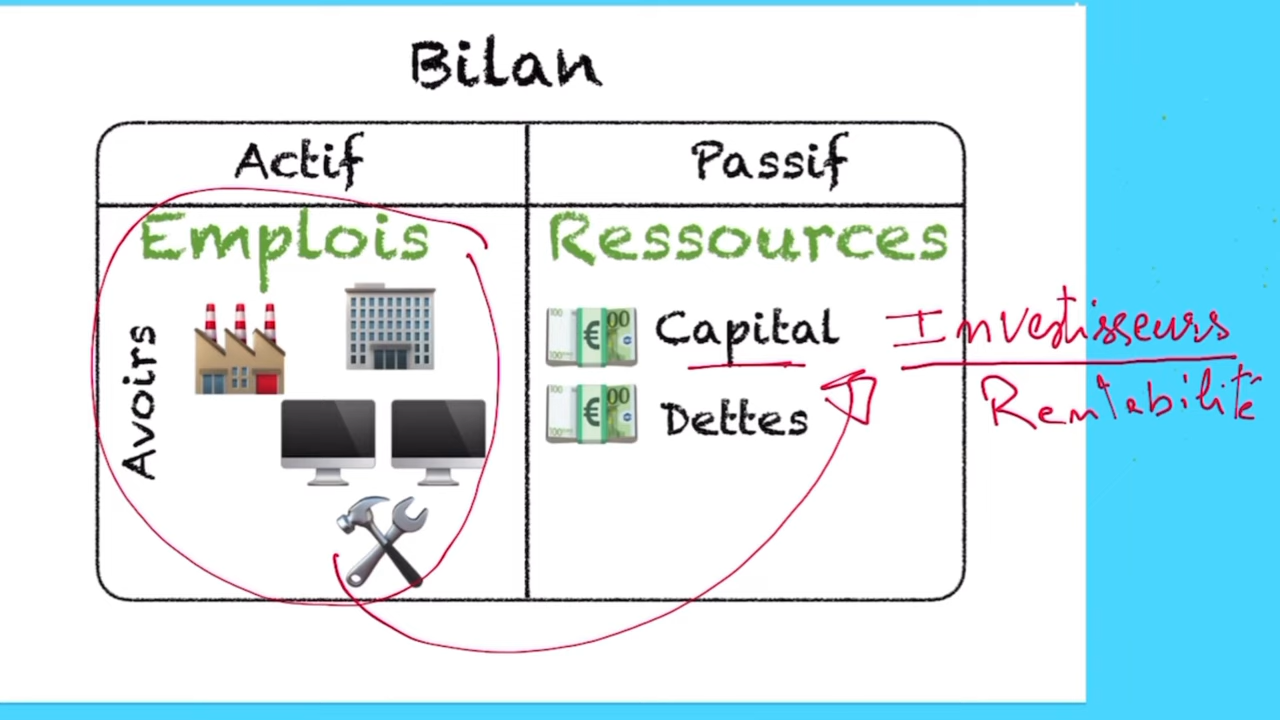 Bilan
Actif
Passif
Emplois
Ressources
Avoirs
Capital
Investisseurs
Dettes
Rentabilité